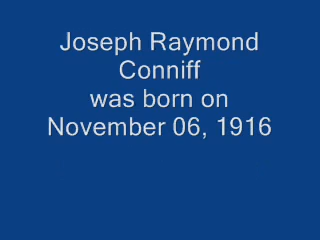 Joseph Raymond
Conniff
was born on
November 06, 1916